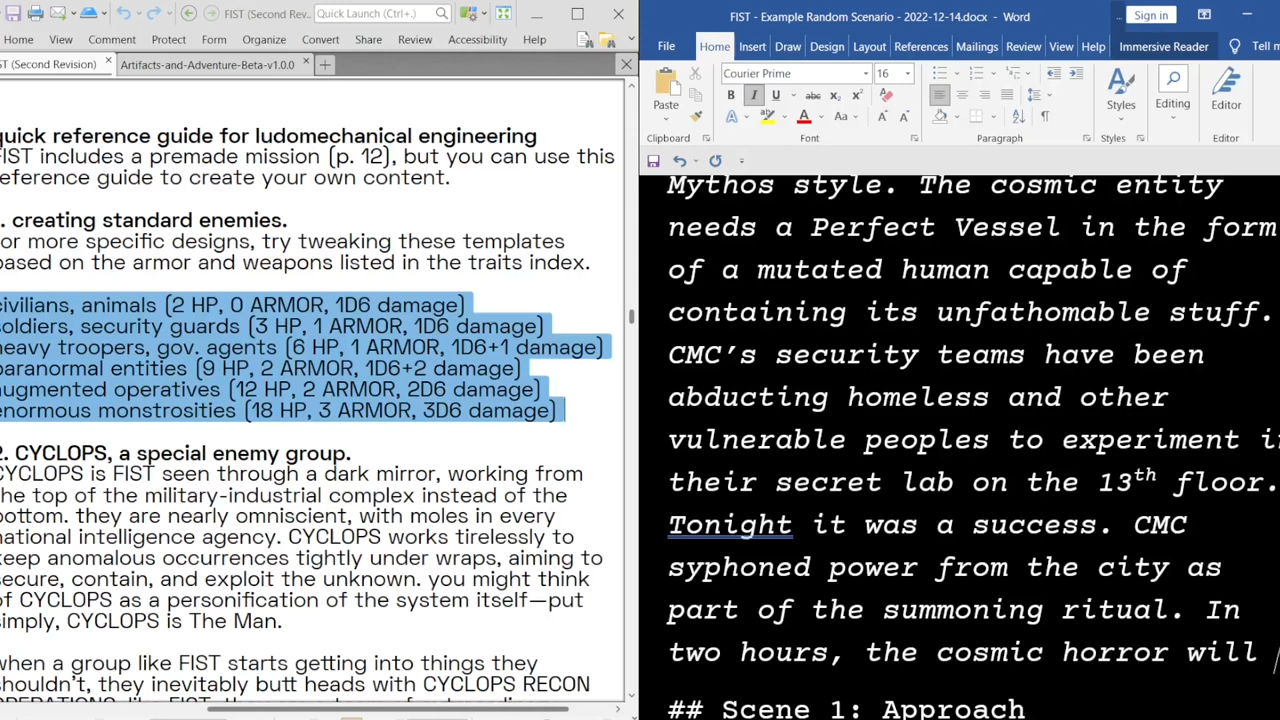 FIST (Second Rev...
Quick Launch (Ctrl+.)
Home View Comment Protect Form Organize Convert Share Review Accessibility Help
ST (Second Revision)
Artifacts-and-Adventure-Beta-v1.0.0
quick reference guide for ludomechanical engineering
FIST includes a premade mission (p. 12), but you can use this
reference guide to create your own content.
. creating standard enemies.
or more specific designs, try tweaking these templates
based on the armor and weapons listed in the traits index.
civilians, animals (2 HP, 0 ARMOR, 1D6 damage)
soldiers, security guards (3 HP, 1 ARMOR, 1D6 damage)
heavy troopers, gov. agents (6 HP, 1 ARMOR, 1D6+1 damage)
paranormal entities (9 HP, 2 ARMOR, 1D6+2 damage)
augmented operatives (12 HP, 2 ARMOR, 2D6 damage)
enormous monstrosities (18 HP, 3 ARMOR, 3D6 damage)
2. CYCLOPS, a special enemy group.
CYCLOPS is FIST seen through a dark mirror, working from
the top of the military-industrial complex instead of the
bottom. they are nearly omniscient, with moles in every
national intelligence agency. CYCLOPS works tirelessly to
keep anomalous occurrences tightly under wraps, aiming to
secure, contain, and exploit the unknown. you might think
of CYCLOPS as a personification of the system itself—put
simply, CYCLOPS is The Man.
when a group like FIST starts getting into things they
shouldn't, they inevitably butt heads with CYCLOPS RECON
FIST - Example Random Scenario - 2022-12-14.docx - Word
... Sign in
File Home Insert Draw Design Layout References Mailings Review View Help Immersive Reader Tell m
Courier Prime 16
Paste
Styles
Editing
Editor
Clipboard Font Paragraph Styles Editor
Mythos style. The cosmic entity
needs a Perfect Vessel in the form
of a mutated human capable of
containing its unfathomable stuff.
CMC’s security teams have been
abducting homeless and other
vulnerable peoples to experiment i
their secret lab on the 13th floor.
Tonight it was a success. CMC
syphoned power from the city as
part of the summoning ritual. In
two hours, the cosmic horror will
## Scene 1: Approach